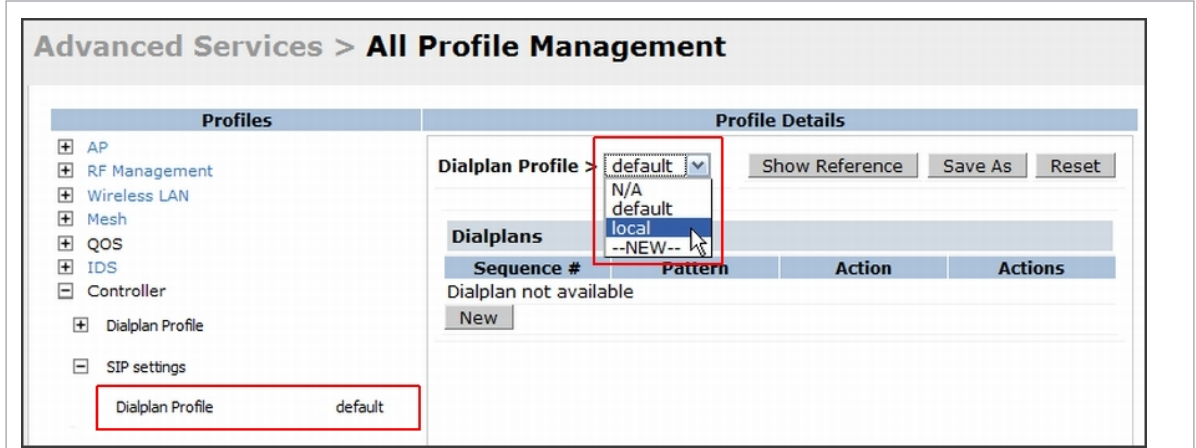 Advanced Services > All Profile Management
Profiles
Profile Details
AP
RF Management
Wireless LAN
Mesh
QOS
IDS
Controller
Dialplan Profile
SIP settings
Dialplan Profile default
Dialplan Profile > default Show Reference Save As Reset
N/A
default
local
--NEW--
Dialplans
Sequence # Pattern Action Actions
Dialplan not available
New